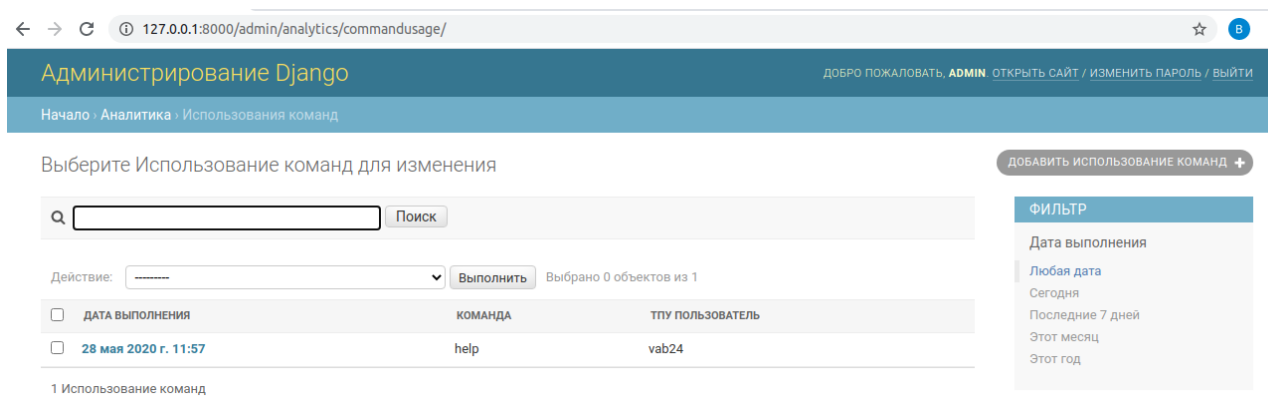 127.0.0.1:8000/admin/analytics/commandusage/
B
Администрирование Django
ДОБРО ПОЖАЛОВАТЬ, ADMIN. ОТКРЫТЬ САЙТ / ИЗМЕНИТЬ ПАРОЛЬ / ВЫЙТИ
Начало › Аналитика › Использования команд
Выберите Использование команд для изменения
ДОБАВИТЬ ИСПОЛЬЗОВАНИЕ КОМАНД +
Поиск
Действие: --------- Выполнить Выбрано 0 объектов из 1
ДАТА ВЫПОЛНЕНИЯ КОМАНДА ТПУ ПОЛЬЗОВАТЕЛЬ
28 мая 2020 г. 11:57 help vab24
1 Использование команд
ФИЛЬТР
Дата выполнения
Любая дата
Сегодня
Последние 7 дней
Этот месяц
Этот год